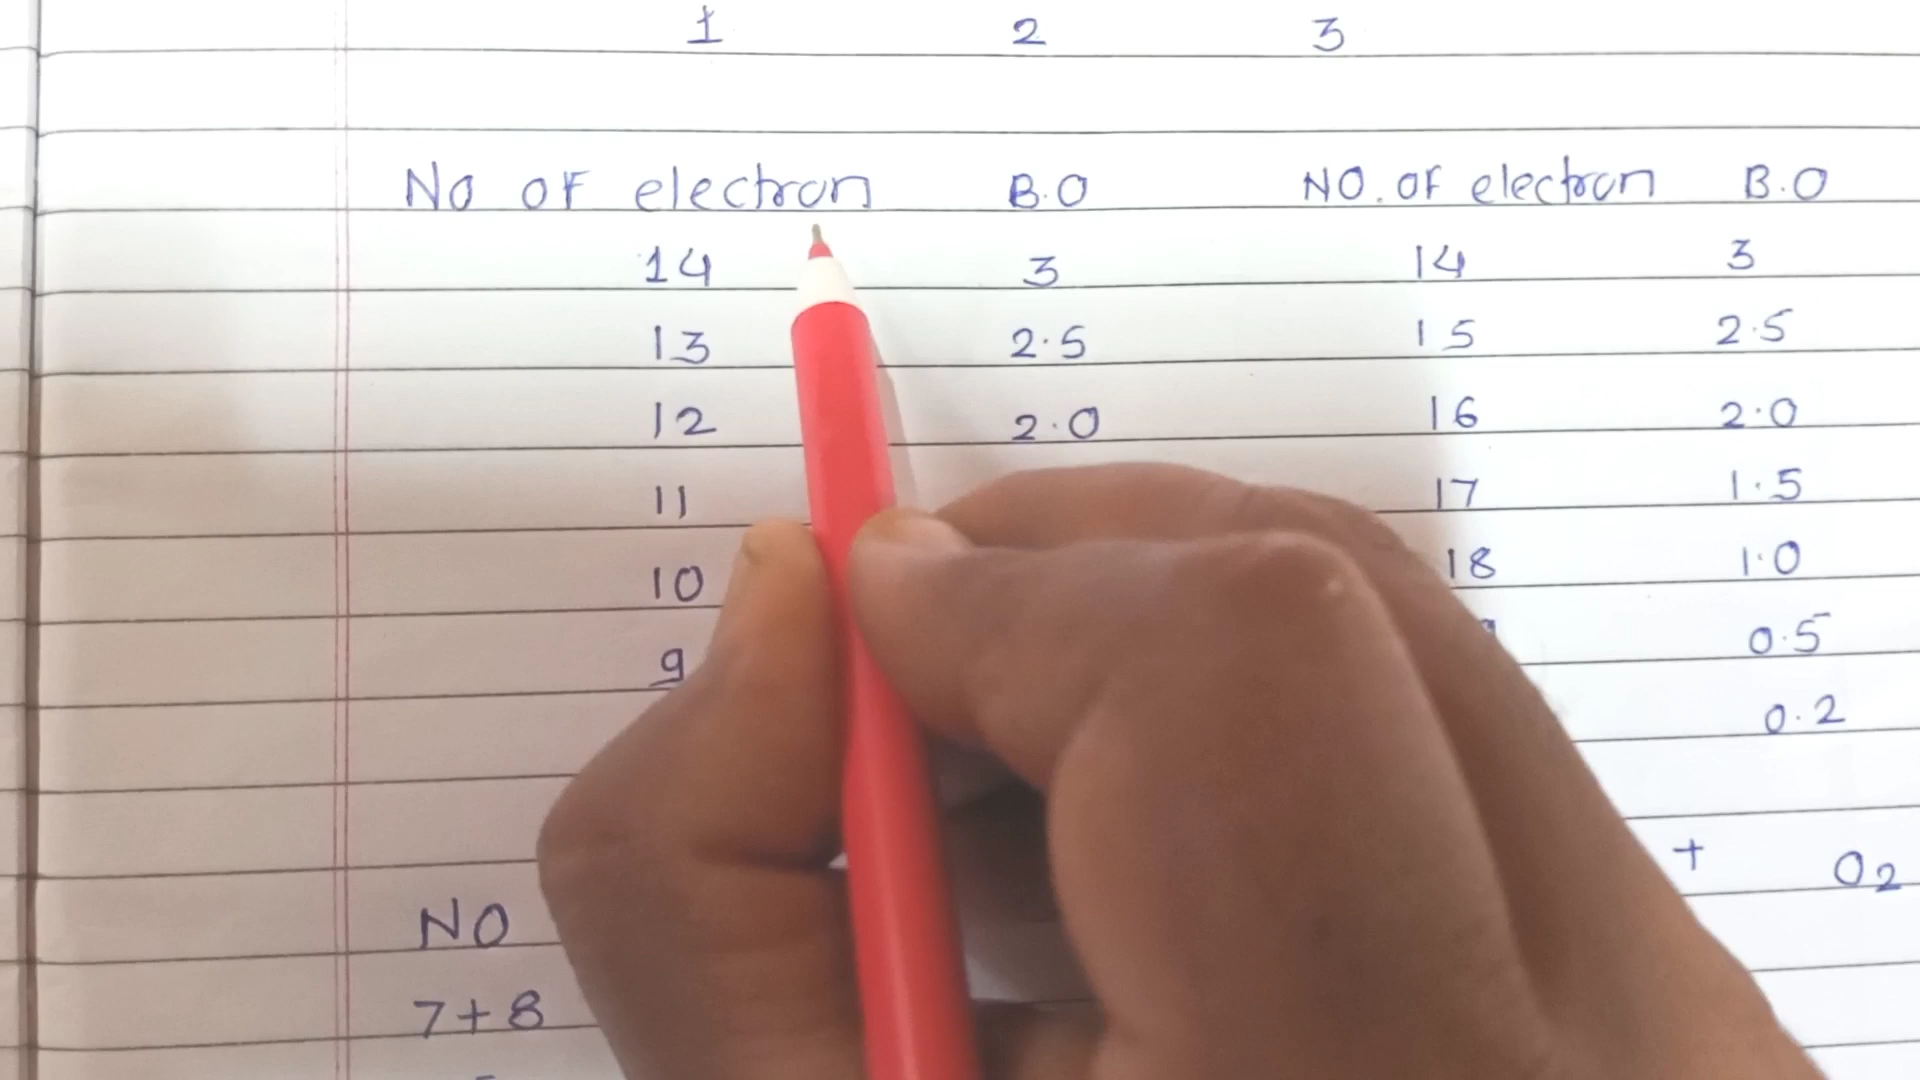 1 2 3
No OF electron B.O NO. OF electron B.O
14 3 14 3
13 2.5 15 2.5
12 2.0 16 2.0
11 17 1.5
10 18 1.0
9 0.5
0.2
+ O2
NO
7+8